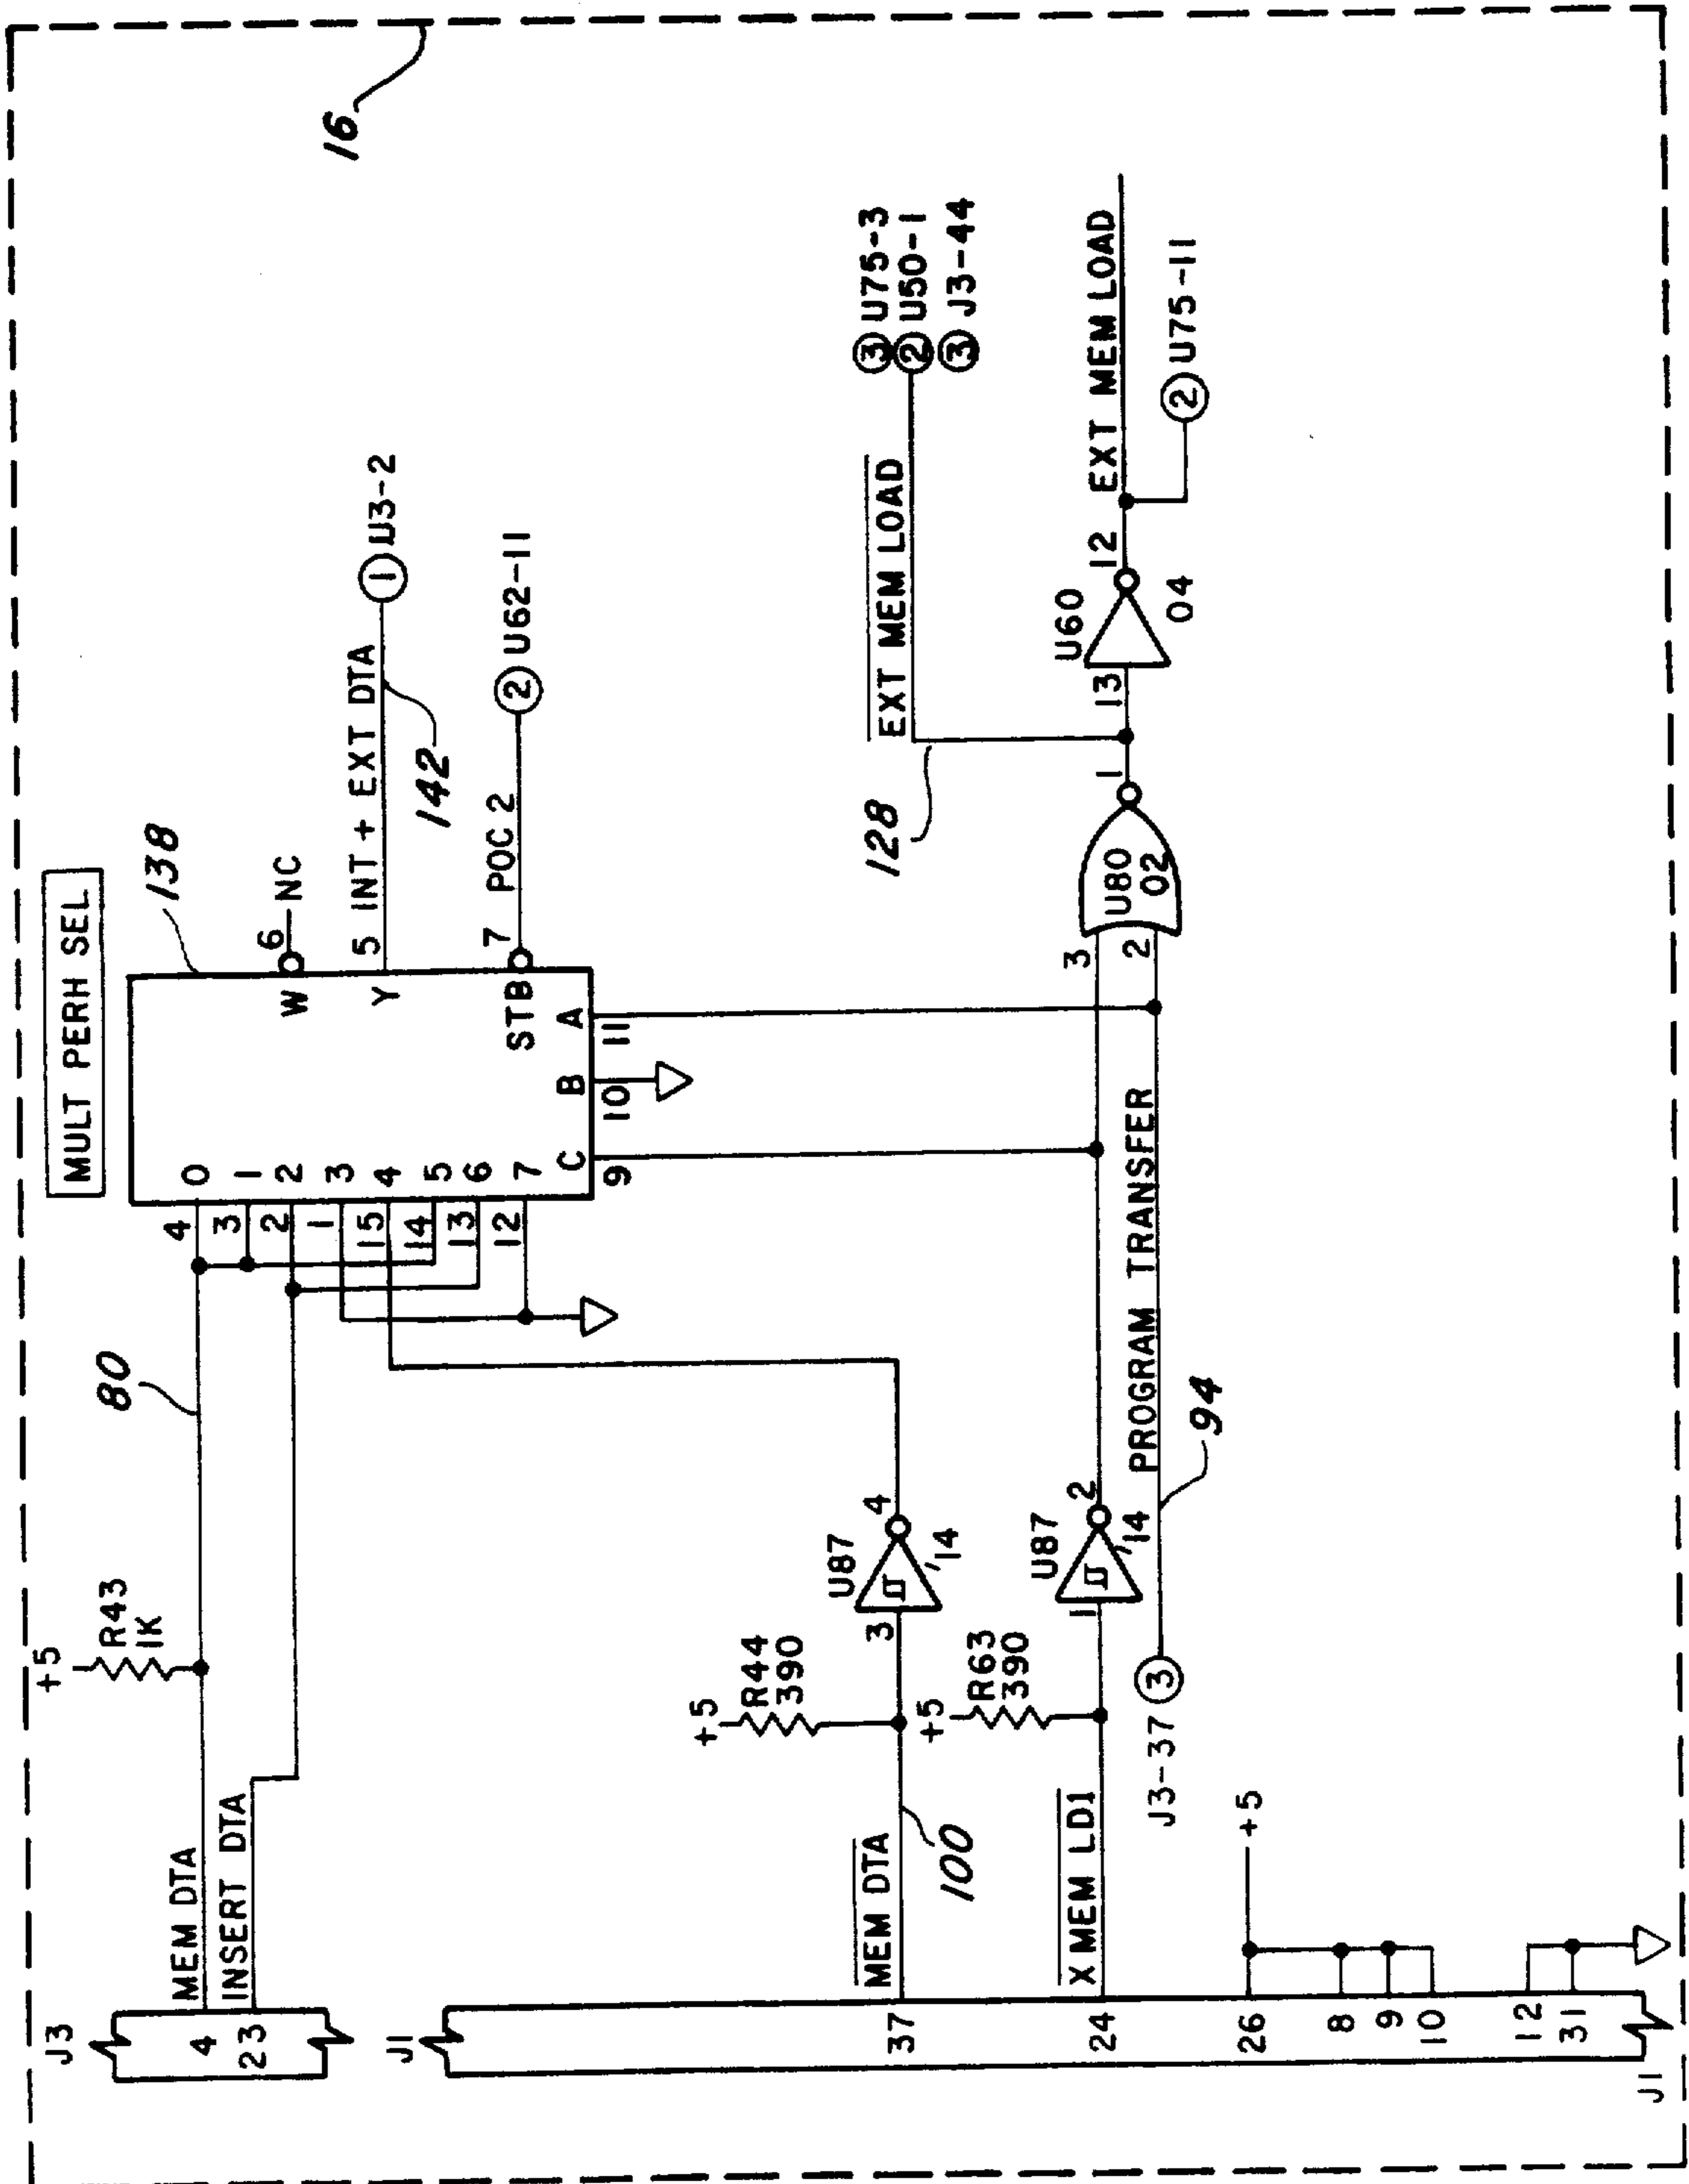 16
MULT PERH SEL
138
J3
4 MEM DTA
23 INSERT DTA
+5
R43
1K
80
4 0
3 1
2 2
1 3
15 4
14 5
13 6
12 7
W 6 NC
Y 5 INT + EXT DTA 1 U3-2
142
STB 7 POC 2 2 U62-11
C B A
9 10 11
J1
37 MEM DTA
100
+5
R44
390
3 U87 4
'14
24 X MEM LD1
+5
R63
390
1 U87 2
'14
J3-37 3 PROGRAM TRANSFER
94
3
2
U80
02
1
128
EXT MEM LOAD
3 U75-3
2 U50-1
3 J3-44
13 U60 12
04
EXT MEM LOAD
2 U75-11
26 +5
8
9
10
12
31
J1